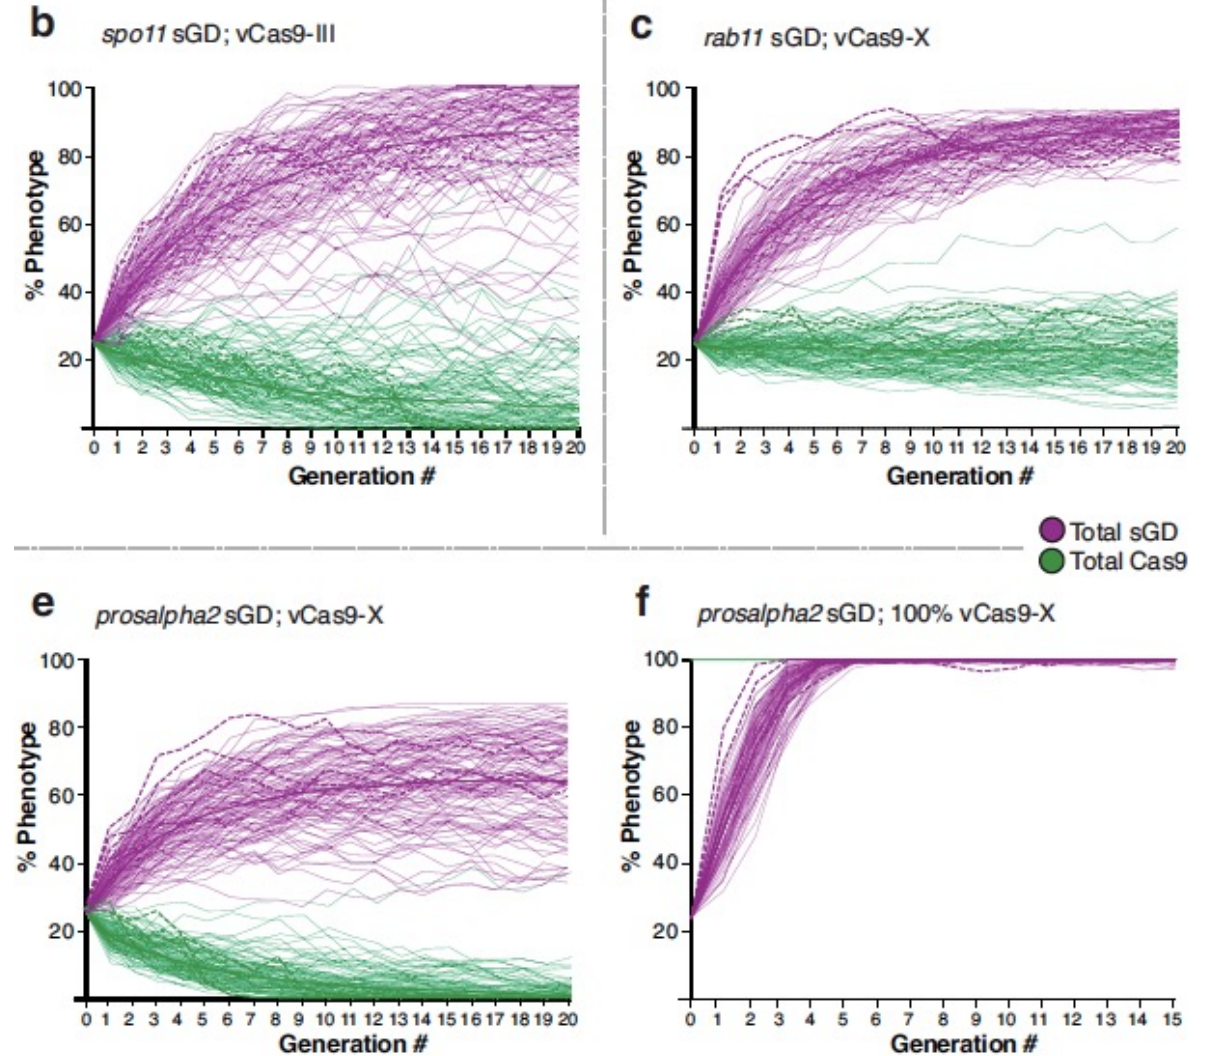 b
spo11 sGD; vCas9-III
% Phenotype
100
80
60
40
20
0 1 2 3 4 5 6 7 8 9 10 11 12 13 14 15 16 17 18 19 20
Generation #
c
rab11 sGD; vCas9-X
% Phenotype
100
80
60
40
20
0 1 2 3 4 5 6 7 8 9 10 11 12 13 14 15 16 17 18 19 20
Generation #
Total sGD
Total Cas9
e
prosalpha2 sGD; vCas9-X
% Phenotype
100
80
60
40
20
0 1 2 3 4 5 6 7 8 9 10 11 12 13 14 15 16 17 18 19 20
Generation #
f
prosalpha2 sGD; 100% vCas9-X
% Phenotype
100
80
60
40
20
0 1 2 3 4 5 6 7 8 9 10 11 12 13 14 15
Generation #